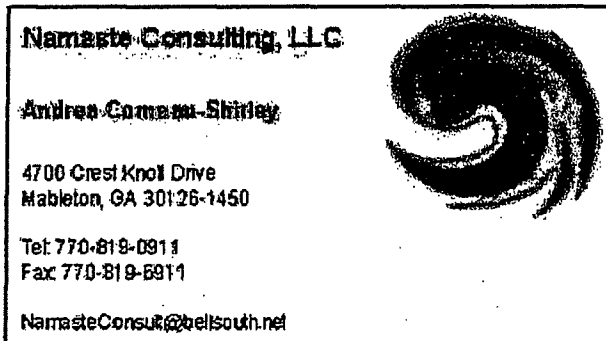 Namaste Consulting, LLC
Andrea Comeau-Shirley
4700 Crest Knoll Drive
Mableton, GA 30126-1450
Tel: 770-819-0911
Fax: 770-819-6911
NamasteConsult@bellsouth.net